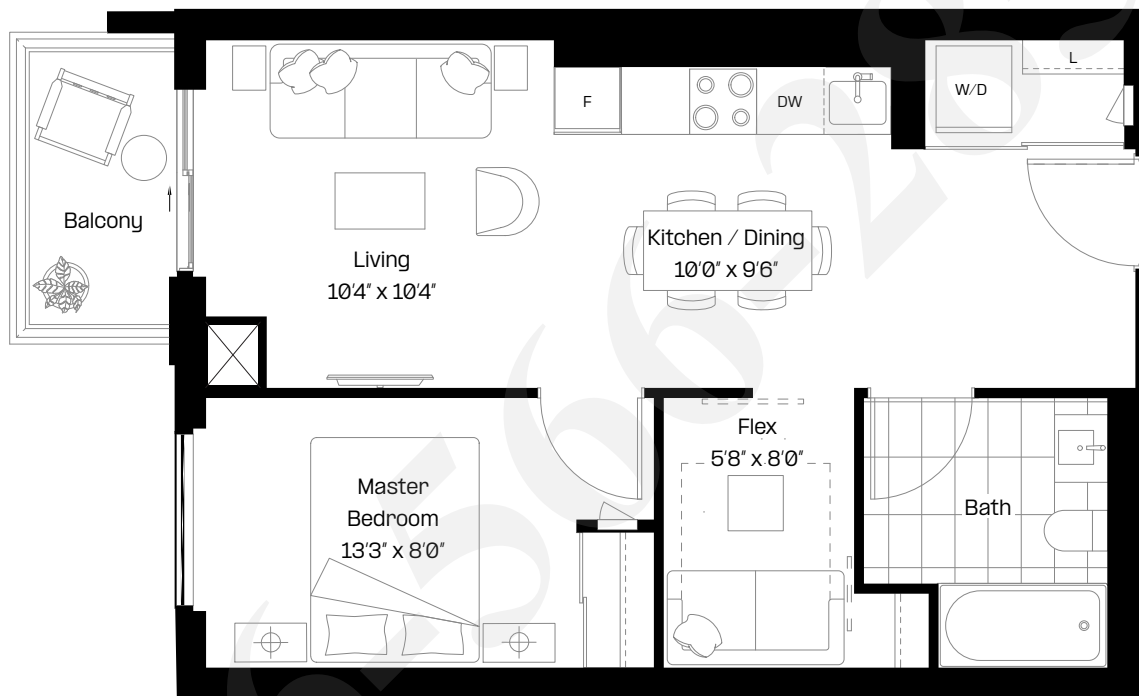 Balcony
Living
10'4" x 10'4"
F
DW
W/D
L
Kitchen / Dining
10'0" x 9'6"
Master
Bedroom
13'3" x 8'0"
Flex
5'8" x 8'0"
Bath